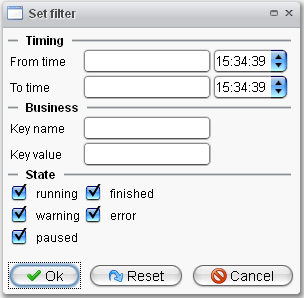 Set filter
Timing
From time 15:34:39
To time 15:34:39
Business
Key name
Key value
State
running finished
warning error
paused
Ok Reset Cancel